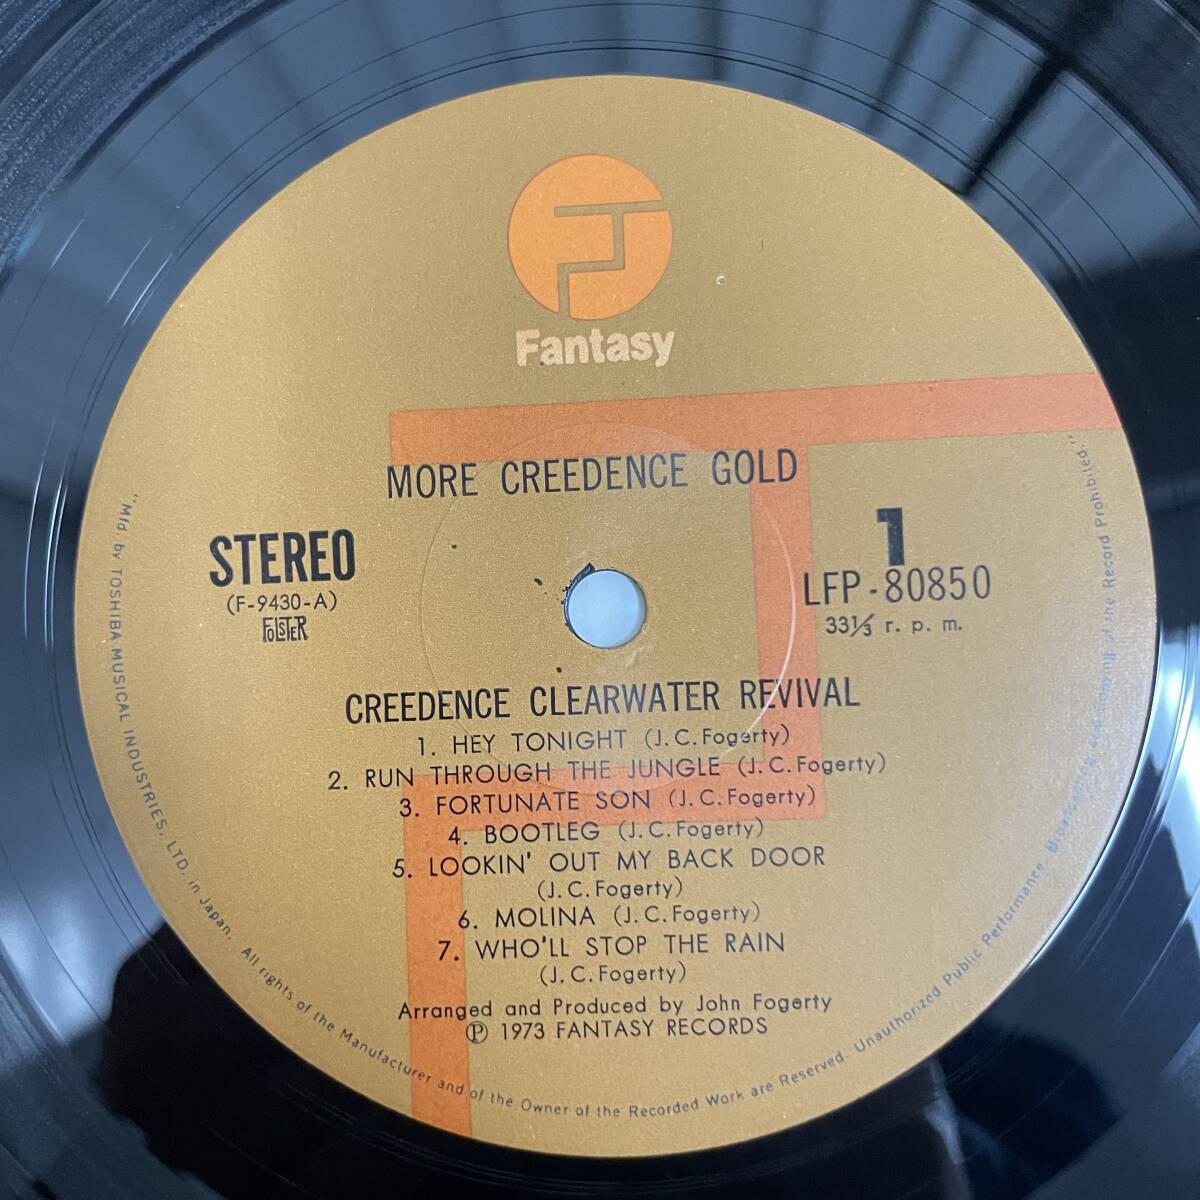 Fantasy
MORE CREEDENCE GOLD
STEREO
(F-9430-A)
FOLSTER
1
LFP-80850
33⅓ r. p. m.
CREEDENCE CLEARWATER REVIVAL
1. HEY TONIGHT (J. C. Fogerty)
2. RUN THROUGH THE JUNGLE (J. C. Fogerty)
3. FORTUNATE SON (J. C. Fogerty)
4. BOOTLEG (J. C. Fogerty)
5. LOOKIN' OUT MY BACK DOOR
(J. C. Fogerty)
6. MOLINA (J. C. Fogerty)
7. WHO'LL STOP THE RAIN
(J. C. Fogerty)
Arranged and Produced by John Fogerty
Ⓟ 1973 FANTASY RECORDS
"Mfd. by TOSHIBA MUSICAL INDUSTRIES, LTD. in Japan. All rights of the Manufacturer and of the Owner of the Recorded Work are Reserved. Unauthorized Public Performance, Broadcasting and Copying of the Record Prohibited."